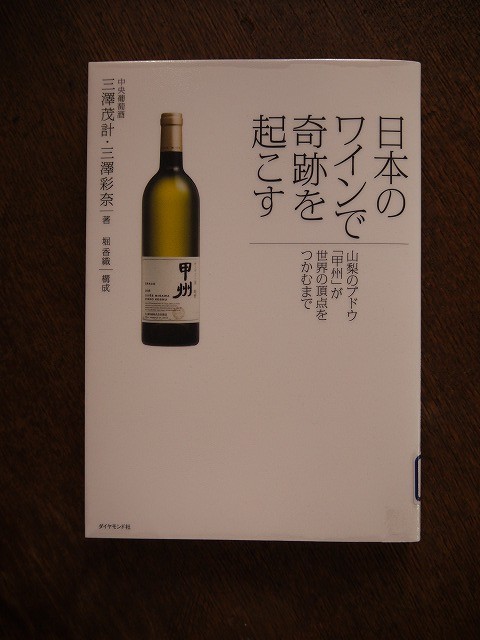 日本の
ワインで
奇跡を
起こす
山梨のブドウ
「甲州」が
世界の頂点を
つかむまで
中央葡萄酒
三澤茂計・三澤彩奈 著
堀香織 構成
甲州
ダイヤモンド社